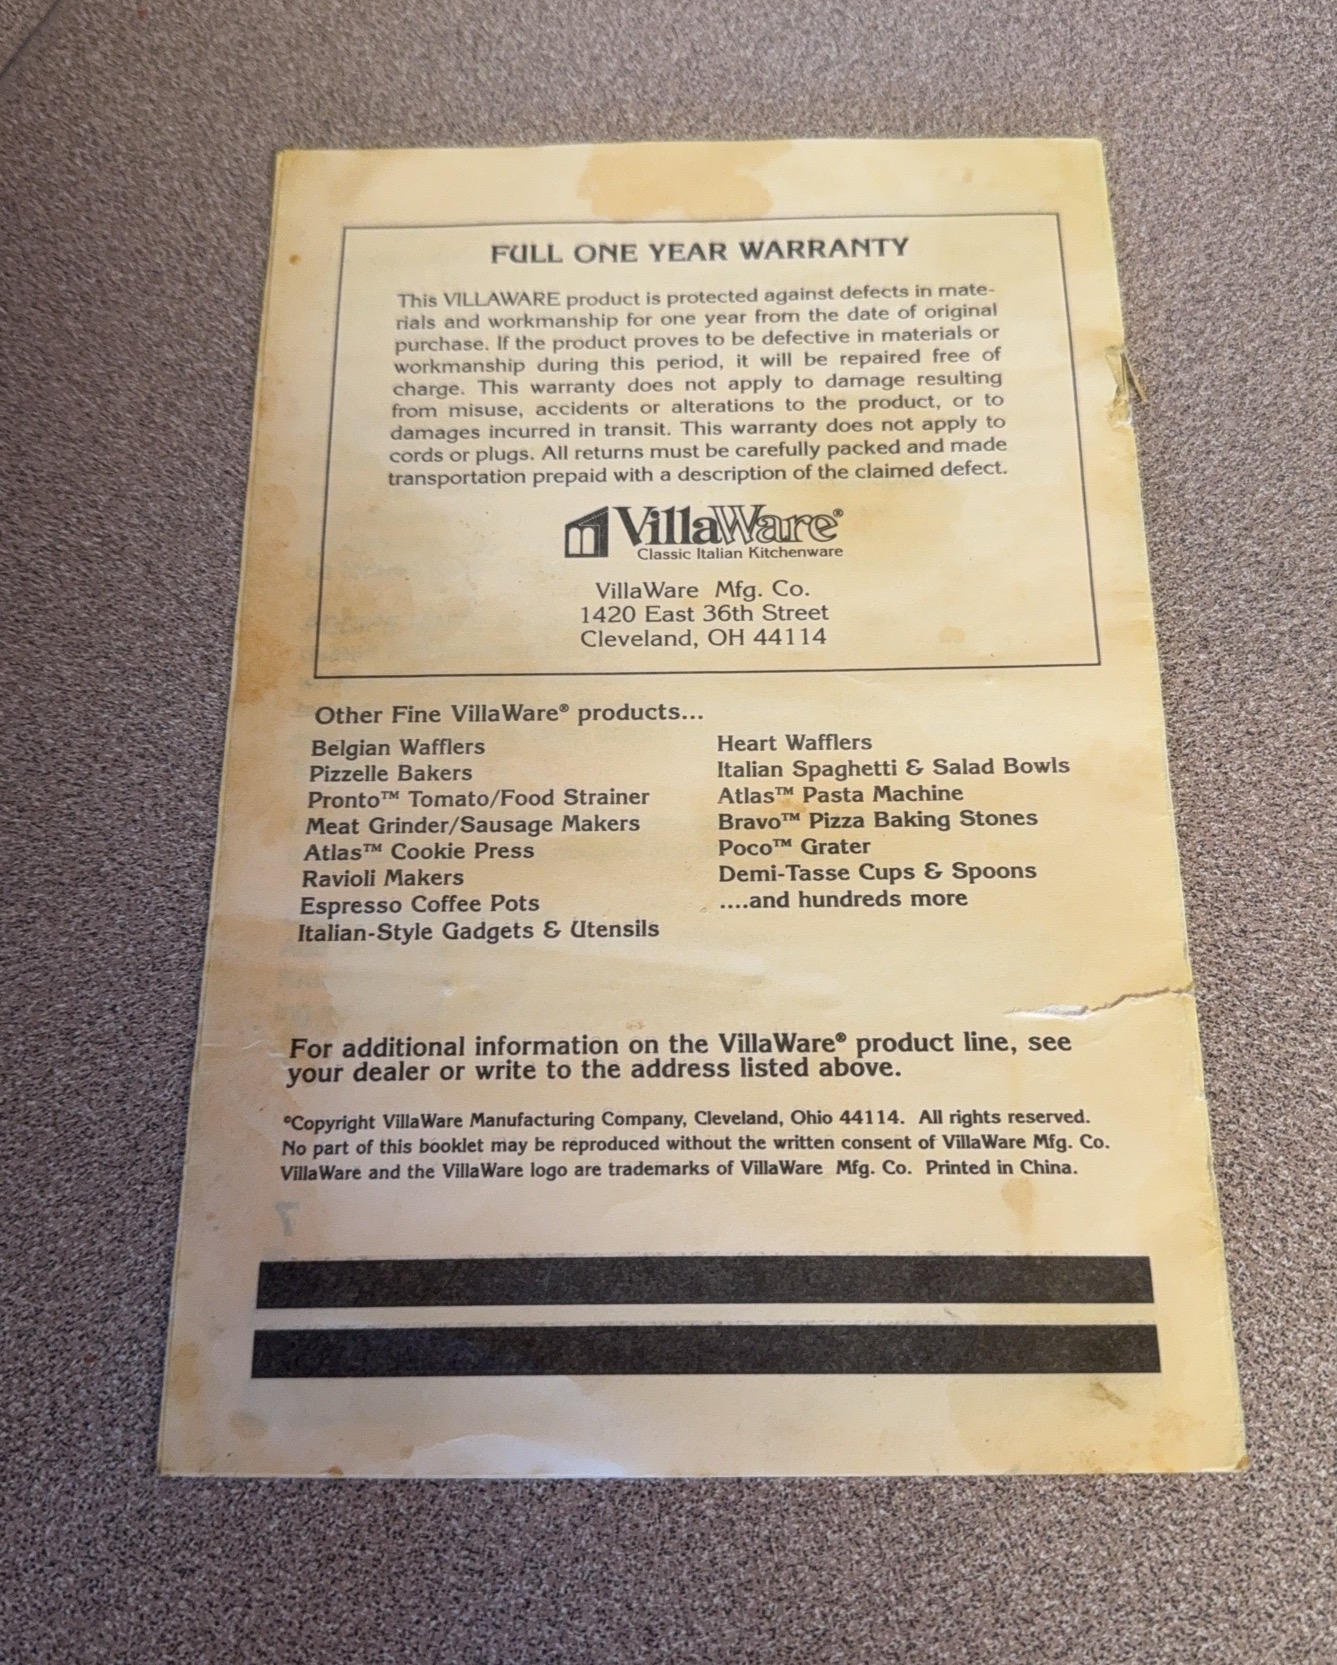 FULL ONE YEAR WARRANTY
This VILLAWARE product is protected against defects in mate-
rials and workmanship for one year from the date of original
purchase. If the product proves to be defective in materials or
workmanship during this period, it will be repaired free of
charge. This warranty does not apply to damage resulting
from misuse, accidents or alterations to the product, or to
damages incurred in transit. This warranty does not apply to
cords or plugs. All returns must be carefully packed and made
transportation prepaid with a description of the claimed defect.
VillaWare®
Classic Italian Kitchenware
VillaWare Mfg. Co.
1420 East 36th Street
Cleveland, OH 44114
Other Fine VillaWare® products...
Belgian Wafflers
Pizzelle Bakers
Pronto™ Tomato/Food Strainer
Meat Grinder/Sausage Makers
Atlas™ Cookie Press
Ravioli Makers
Espresso Coffee Pots
Italian-Style Gadgets & Utensils
Heart Wafflers
Italian Spaghetti & Salad Bowls
Atlas™ Pasta Machine
Bravo™ Pizza Baking Stones
Poco™ Grater
Demi-Tasse Cups & Spoons
....and hundreds more
For additional information on the VillaWare® product line, see
your dealer or write to the address listed above.
©Copyright VillaWare Manufacturing Company, Cleveland, Ohio 44114. All rights reserved.
No part of this booklet may be reproduced without the written consent of VillaWare Mfg. Co.
VillaWare and the VillaWare logo are trademarks of VillaWare Mfg. Co. Printed in China.